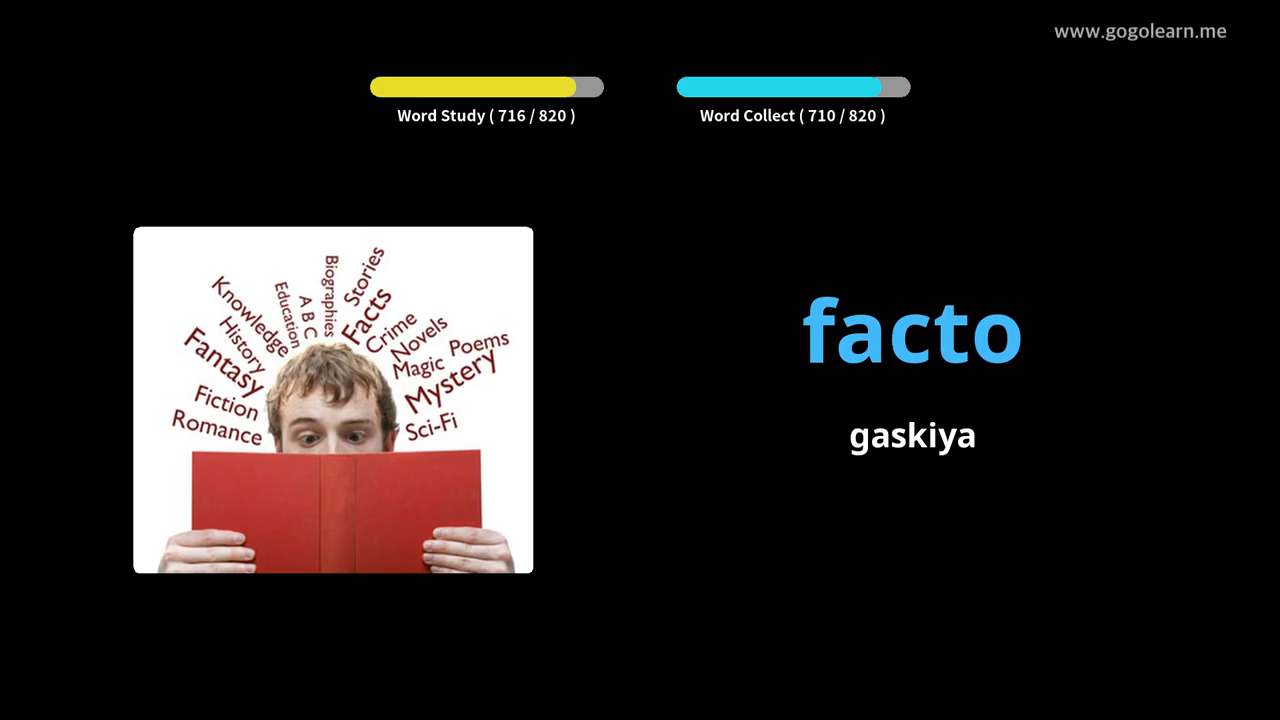 www.gogolearn.me
Word Study ( 716 / 820 )
Word Collect ( 710 / 820 )
Biographies
Stories
Facts
Knowledge
Education
A B C
Crime
Novels
History
Poems
Magic
Fantasy
Mystery
Fiction
Romance
Sci-Fi
facto
gaskiya